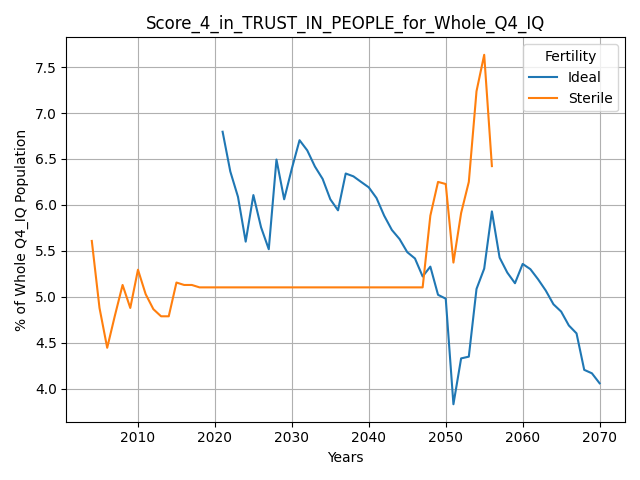 Score_4_in_TRUST_IN_PEOPLE_for_Whole_Q4_IQ
Fertility
Ideal
Sterile
% of Whole Q4_IQ Population
7.5
7.0
6.5
6.0
5.5
5.0
4.5
4.0
2010 2020 2030 2040 2050 2060 2070
Years